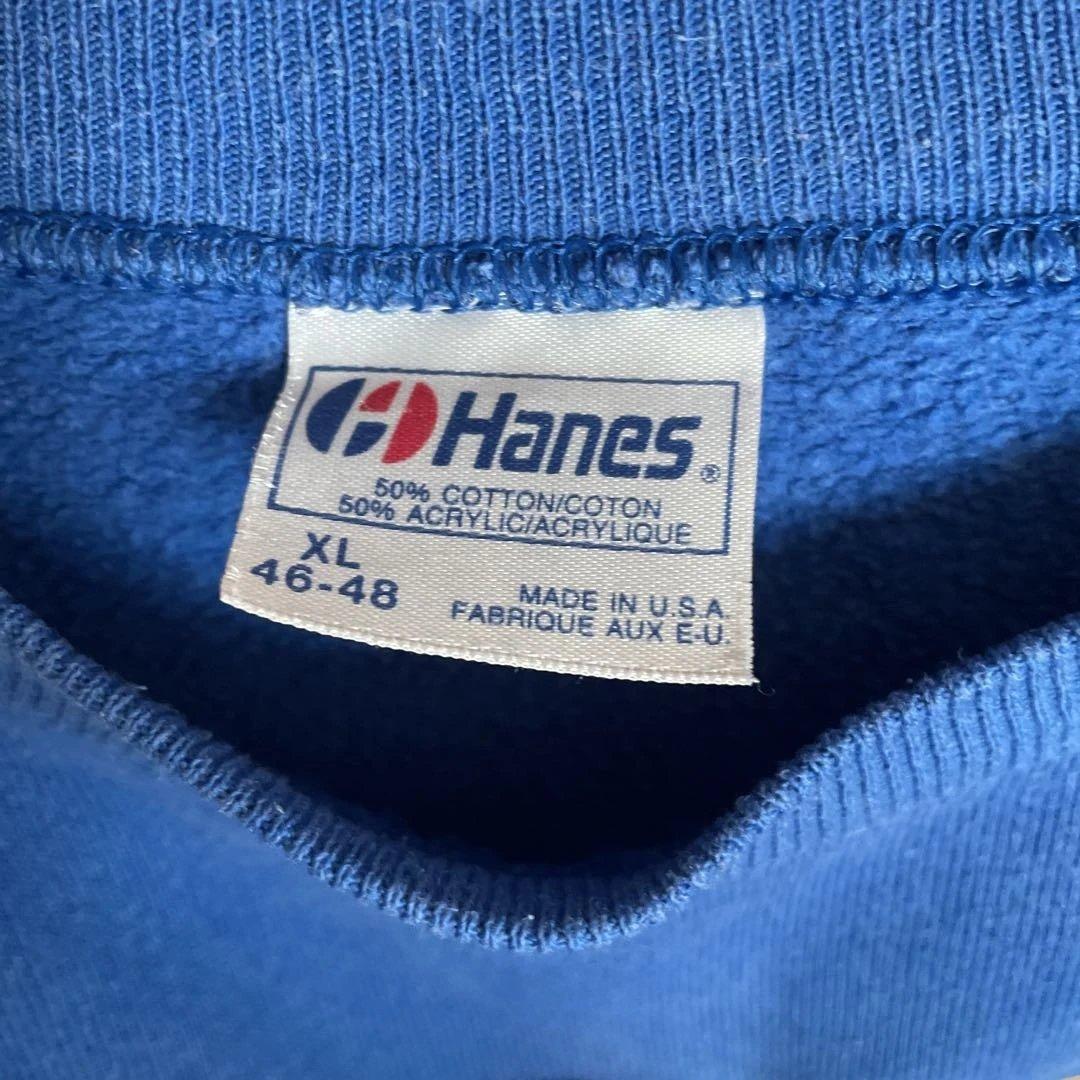 Hanes®
50% COTTON/COTON
50% ACRYLIC/ACRYLIQUE
XL
46-48
MADE IN U.S.A.
FABRIQUE AUX E-U.